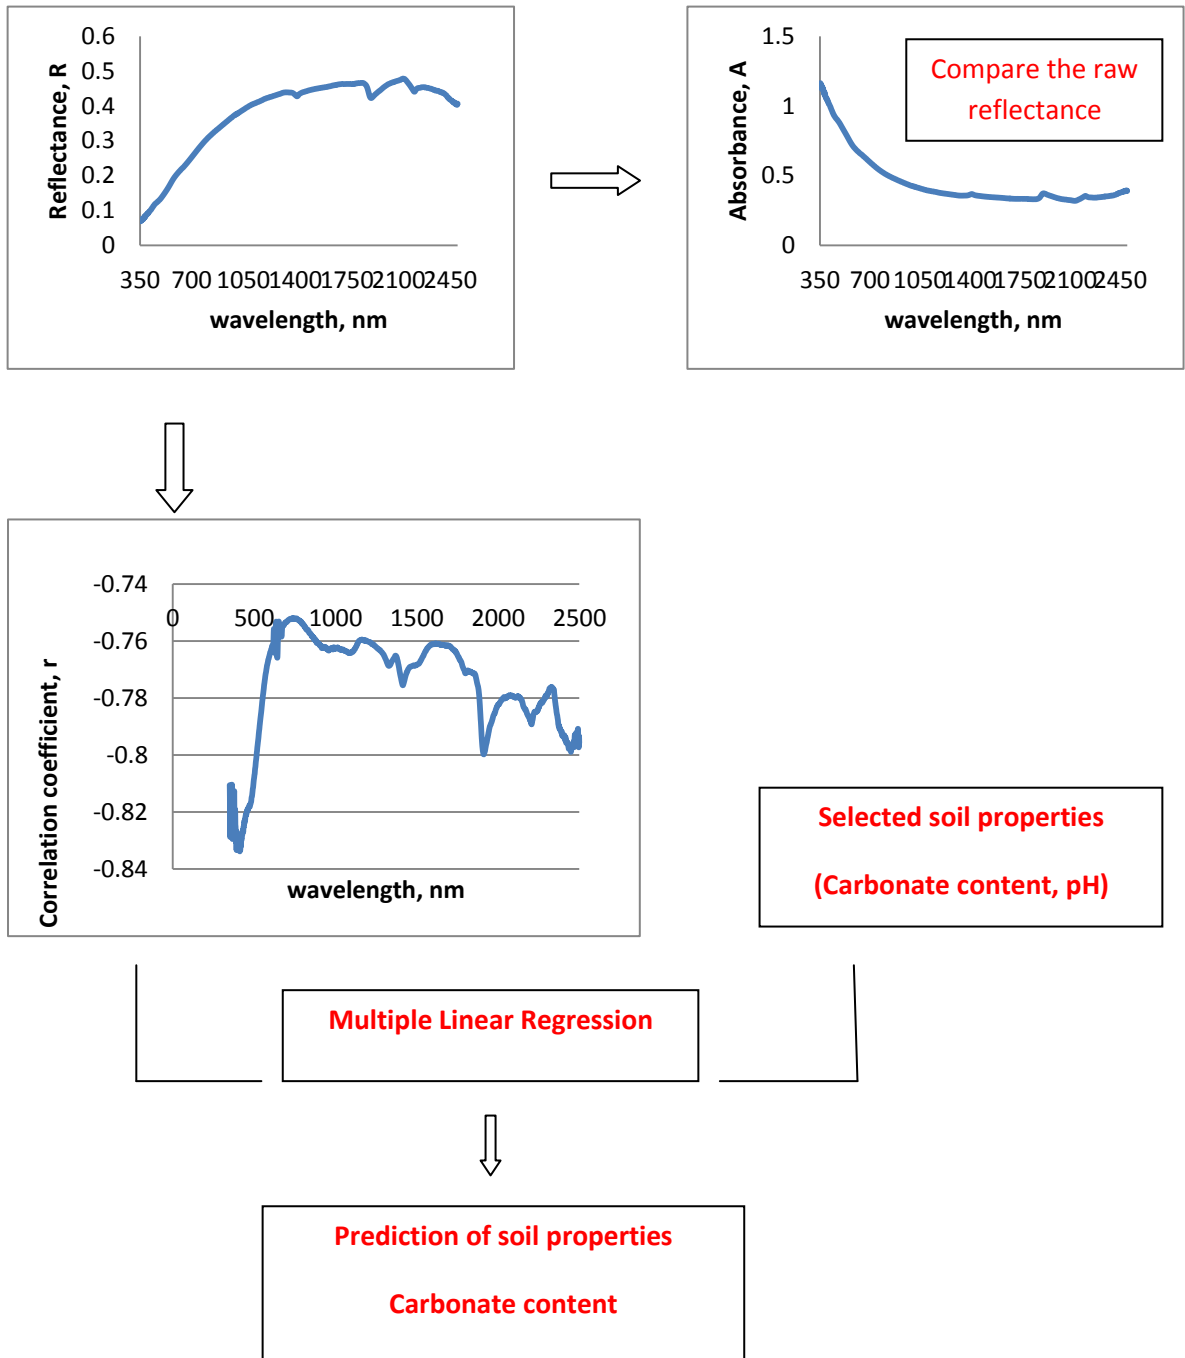 0.6
0.5
0.4
0.3
0.2
0.1
0
Reflectance, R
350 700 1050 1400 1750 2100 2450
wavelength, nm
1.5
1
0.5
0
Absorbance, A
Compare the raw
reflectance
350 700 1050 1400 1750 2100 2450
wavelength, nm
-0.74
-0.76
-0.78
-0.8
-0.82
-0.84
0 500 1000 1500 2000 2500
Correlation coefficient, r
wavelength, nm
Selected soil properties
(Carbonate content, pH)
Multiple Linear Regression
Prediction of soil properties
Carbonate content